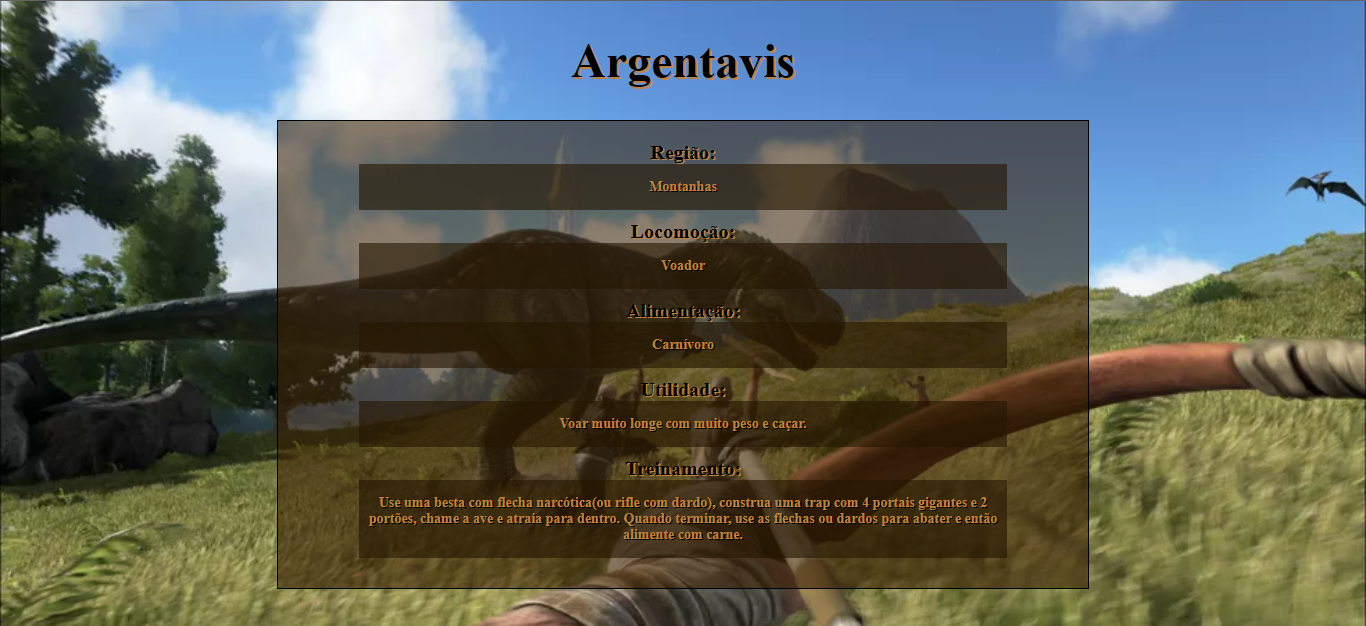 Argentavis
Região:
Montanhas
Locomoção:
Voador
Alimentação:
Carnívoro
Utilidade:
Voar muito longe com muito peso e caçar.
Treinamento:
Use uma besta com flecha narcótica(ou rifle com dardo), construa uma trap com 4 portais gigantes e 2
portões, chame a ave e atraia para dentro. Quando terminar, use as flechas ou dardos para abater e então
alimente com carne.